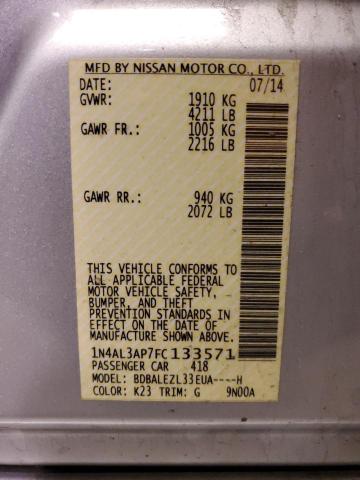 MFD BY NISSAN MOTOR CO., LTD.
DATE: 07/14
GVWR: 1910 KG
4211 LB
GAWR FR.: 1005 KG
2216 LB
GAWR RR.: 940 KG
2072 LB
THIS VEHICLE CONFORMS TO
ALL APPLICABLE FEDERAL
MOTOR VEHICLE SAFETY,
BUMPER, AND THEFT
PREVENTION STANDARDS
IN EFFECT ON THE DATE OF
MANUFACTURE SHOWN ABOVE.
1N4AL3AP7FC133571
PASSENGER CAR 418
MODEL: BDBALEZL33EUA----H
COLOR: K23 TRIM: G 9N00A